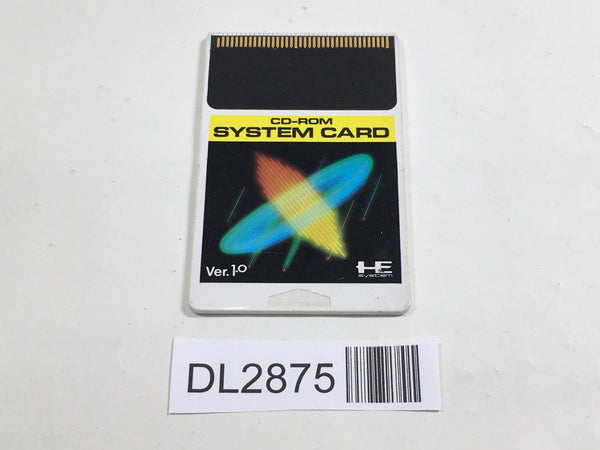 CD-ROM
SYSTEM CARD
Ver. 1.0
HE
system
DL2875